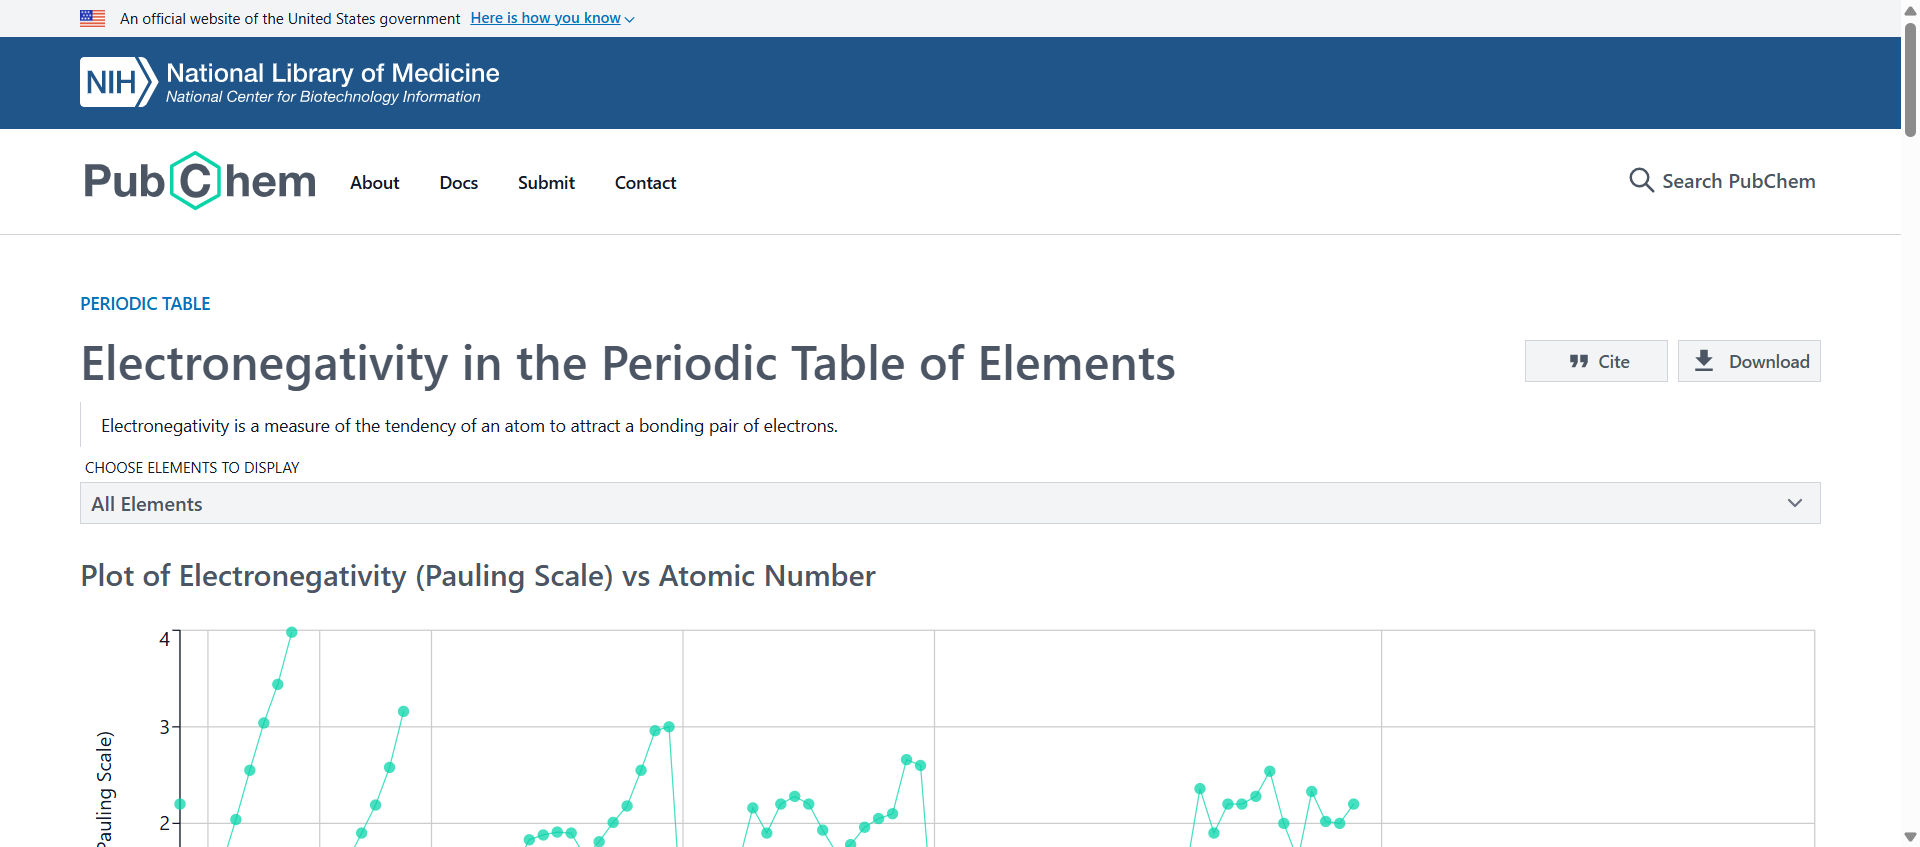 An official website of the United States government Here is how you know
NIH National Library of Medicine
National Center for Biotechnology Information
PubChem About Docs Submit Contact Search PubChem
PERIODIC TABLE
Electronegativity in the Periodic Table of Elements
Cite Download
Electronegativity is a measure of the tendency of an atom to attract a bonding pair of electrons.
CHOOSE ELEMENTS TO DISPLAY
All Elements
Plot of Electronegativity (Pauling Scale) vs Atomic Number
4
3
2
Pauling Scale)